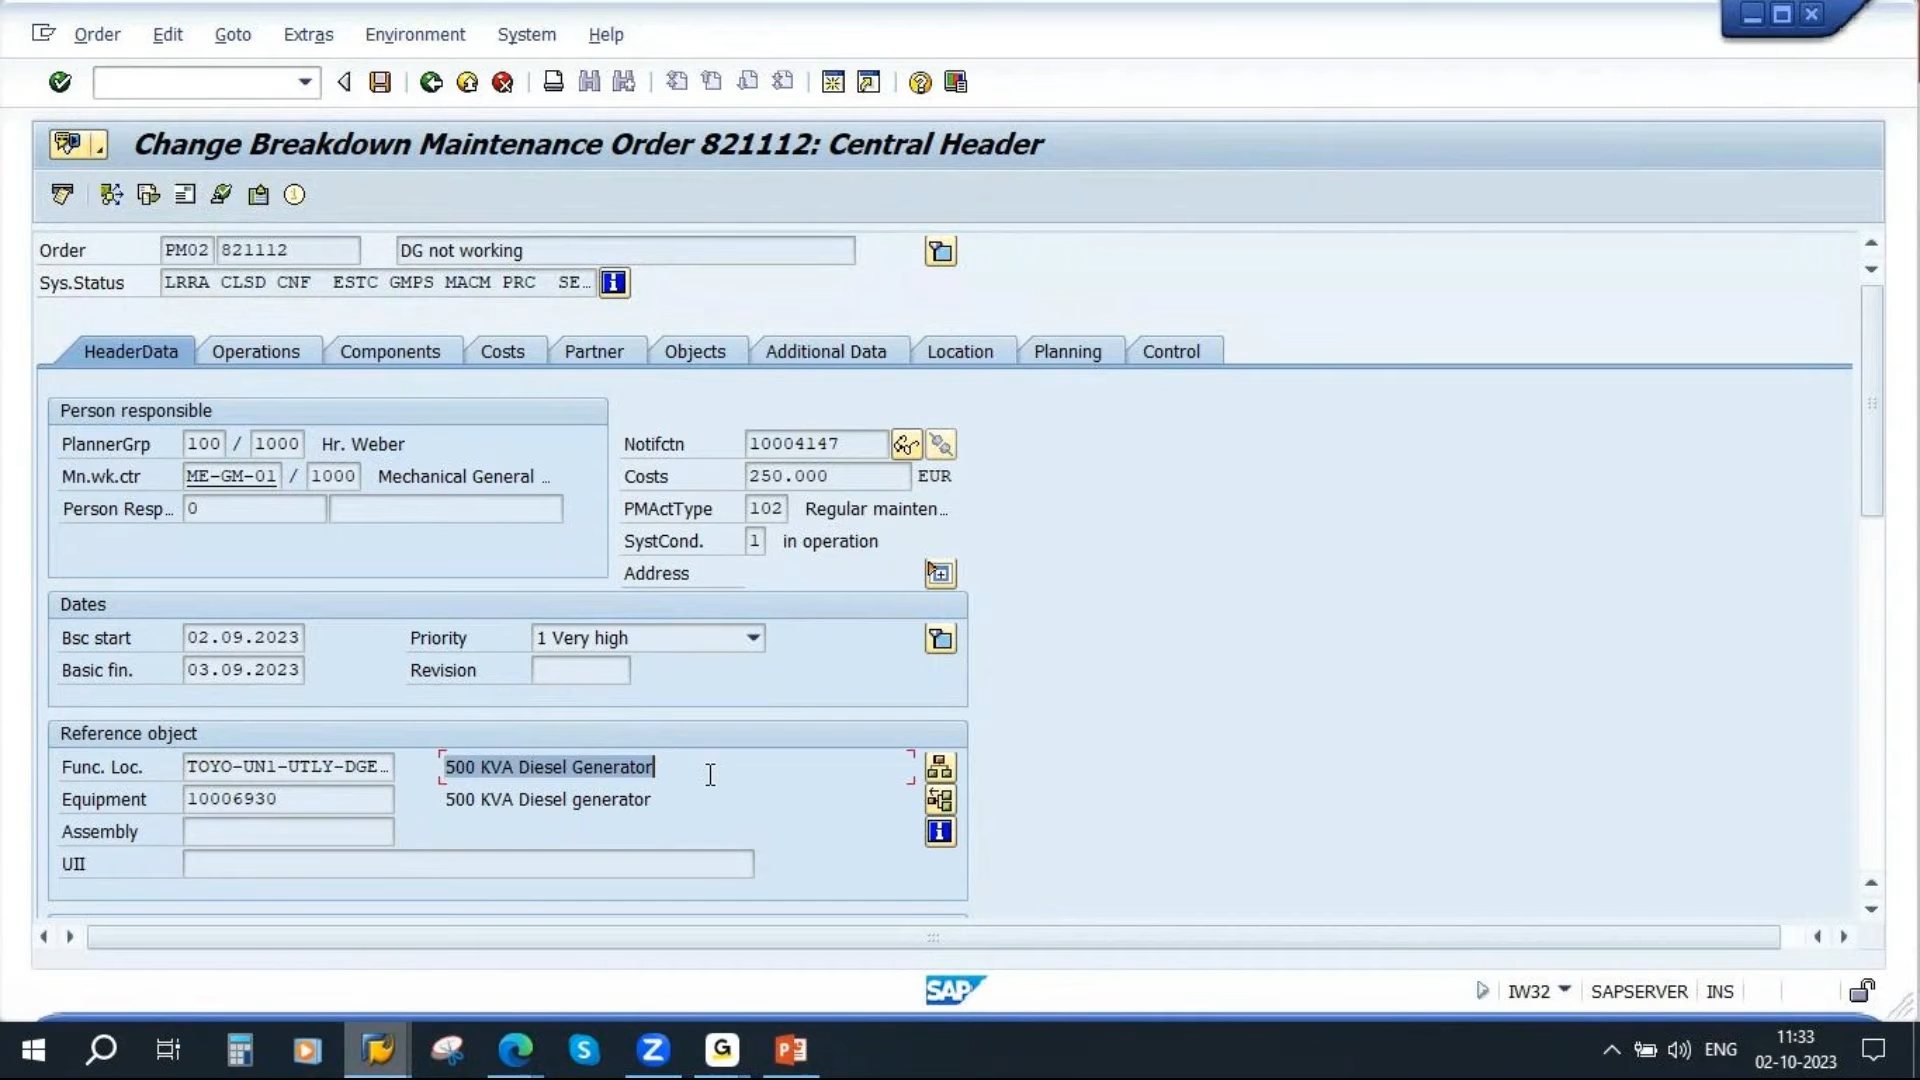 Order Edit Goto Extras Environment System Help
Change Breakdown Maintenance Order 821112: Central Header
Order PM02 821112 DG not working
Sys.Status LRRA CLSD CNF ESTC GMPS MACM PRC SE…
HeaderData Operations Components Costs Partner Objects Additional Data Location Planning Control
Person responsible
PlannerGrp 100 / 1000 Hr. Weber Notifctn 10004147
Mn.wk.ctr ME-GM-01 / 1000 Mechanical General … Costs 250.000 EUR
Person Resp… 0 PMActType 102 Regular mainten…
SystCond. 1 in operation
Address
Dates
Bsc start 02.09.2023 Priority 1 Very high
Basic fin. 03.09.2023 Revision
Reference object
Func. Loc. TOYO-UN1-UTLY-DGE… 500 KVA Diesel Generator
Equipment 10006930 500 KVA Diesel generator
Assembly
UII
SAP IW32 SAPSERVER INS
ENG 11:33
02-10-2023